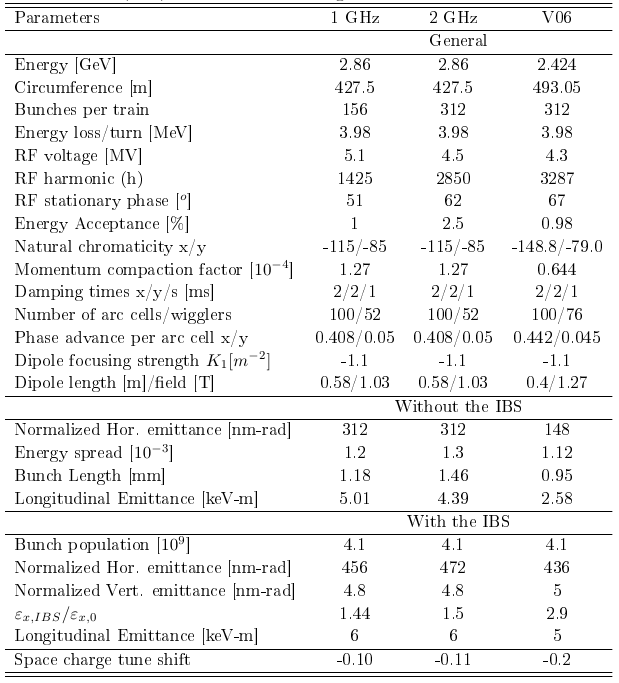 Parameters 1 GHz 2 GHz V06
General
Energy [GeV] 2.86 2.86 2.424
Circumference [m] 427.5 427.5 493.05
Bunches per train 156 312 312
Energy loss/turn [MeV] 3.98 3.98 3.98
RF voltage [MV] 5.1 4.5 4.3
RF harmonic (h) 1425 2850 3287
RF stationary phase [°] 51 62 67
Energy Acceptance [%] 1 2.5 0.98
Natural chromaticity x/y -115/-85 -115/-85 -148.8/-79.0
Momentum compaction factor [10⁻⁴] 1.27 1.27 0.644
Damping times x/y/s [ms] 2/2/1 2/2/1 2/2/1
Number of arc cells/wigglers 100/52 100/52 100/76
Phase advance per arc cell x/y 0.408/0.05 0.408/0.05 0.442/0.045
Dipole focusing strength K₁[m⁻²] -1.1 -1.1 -1.1
Dipole length [m]/field [T] 0.58/1.03 0.58/1.03 0.4/1.27
Without the IBS
Normalized Hor. emittance [nm-rad] 312 312 148
Energy spread [10⁻³] 1.2 1.3 1.12
Bunch Length [mm] 1.18 1.46 0.95
Longitudinal Emittance [keV-m] 5.01 4.39 2.58
With the IBS
Bunch population [10⁹] 4.1 4.1 4.1
Normalized Hor. emittance [nm-rad] 456 472 436
Normalized Vert. emittance [nm-rad] 4.8 4.8 5
εx,IBS/εx,0 1.44 1.5 2.9
Longitudinal Emittance [keV-m] 6 6 5
Space charge tune shift -0.10 -0.11 -0.2